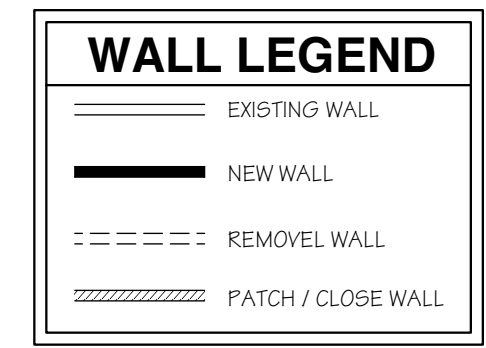 WALL LEGEND
EXISTING WALL
NEW WALL
REMOVEL WALL
PATCH / CLOSE WALL